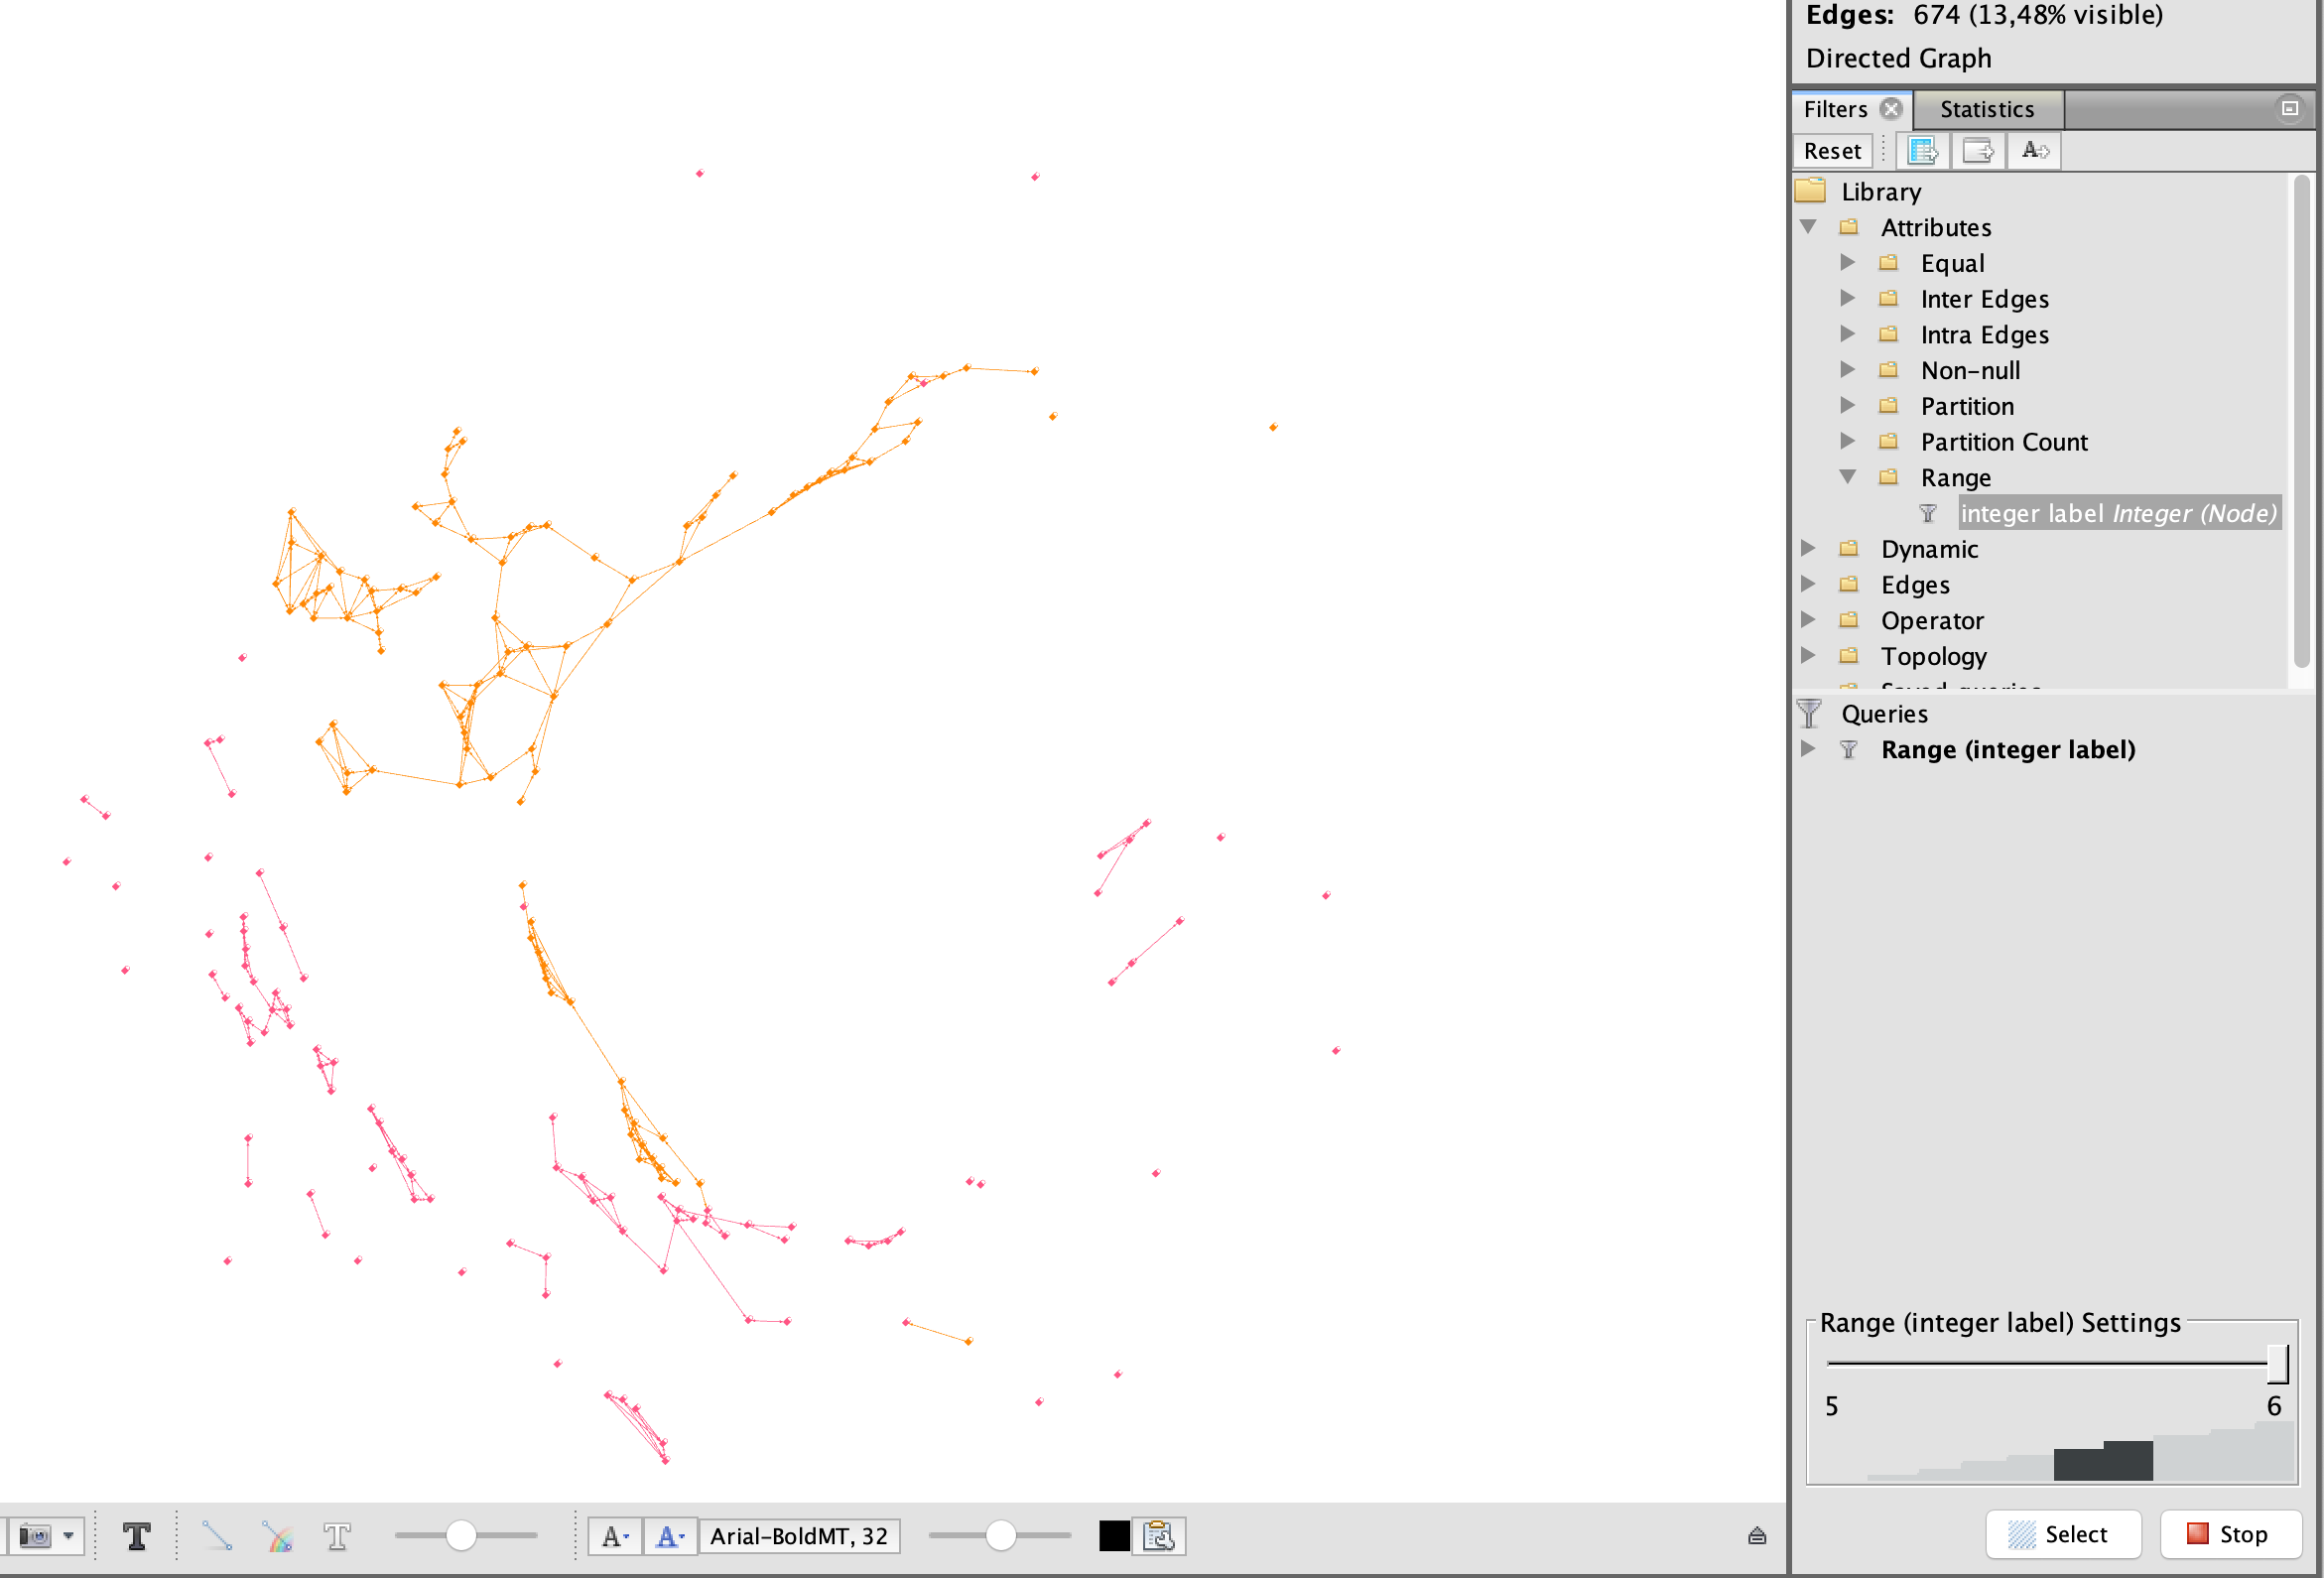 Edges: 674 (13,48% visible)
Directed Graph
Filters Statistics
Reset A
Library
Attributes
Equal
Inter Edges
Intra Edges
Non-null
Partition
Partition Count
Range
integer label Integer (Node)
Dynamic
Edges
Operator
Topology
Saved queries
Queries
Range (integer label)
Range (integer label) Settings
5 6
T T A A Arial-BoldMT, 32
Select Stop